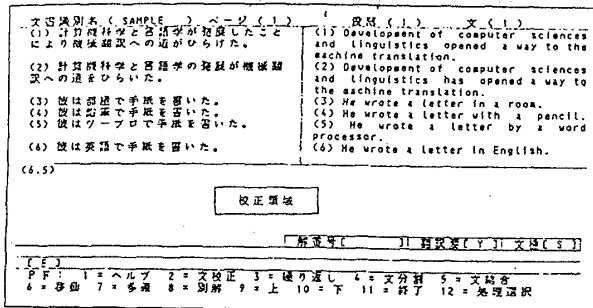 文書識別名 ( SAMPLE ) ページ ( 1 ) 段落 ( 1 ) 文 ( 1 )
(1) 計算機科学と言語学が発展したこと
により機械翻訳への道がひらけた。
(2) 計算機科学と言語学の発展が機械翻
訳への道をひらいた。
(3) 彼は部屋で手紙を書いた。
(4) 彼は鉛筆で手紙を書いた。
(5) 彼はワープロで手紙を書いた。
(6) 彼は英語で手紙を書いた。
(1) Development of computer sciences
and linguistics opened a way to the
machine translation.
(2) Development of computer sciences
and linguistics has opened a way to
the machine translation.
(3) He wrote a letter in a room.
(4) He wrote a letter with a pencil.
(5) He wrote a letter by a word
processor.
(6) He wrote a letter in English.
(6.5)
校正領域
解番号[ ]| 翻訳要[ Y ]| 文種[ S ]
[ E ]
PF: 1 = ヘルプ 2 = 文校正 3 = 繰り返し 4 = 文分割 5 = 文結合
6 = 等価 7 = 多義 8 = 別解 9 = 上 10 = 下 11 = 終了 12 = 処理選択